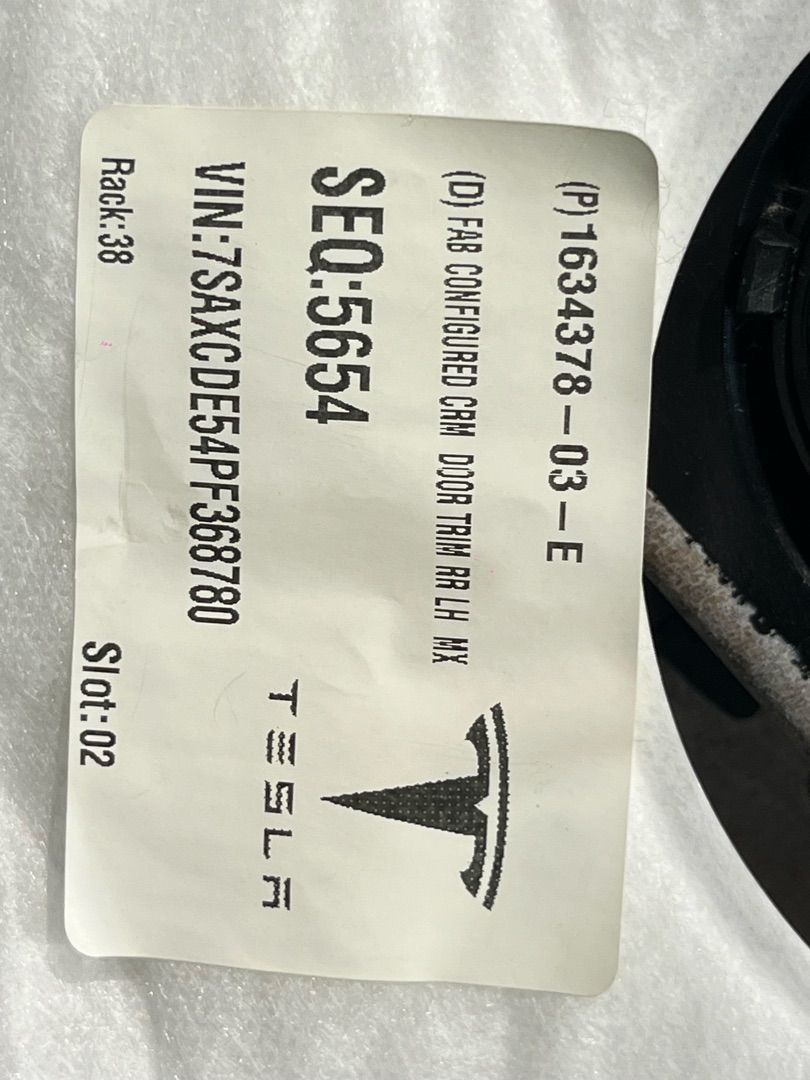 (P)1634378-03-E
(D) FAB CONFIGURED CRM DOOR TRIM RR LH MX
SEQ:5654
TESLA
VIN:7SAXCDE54PF368780
Rack:38 Slot:02